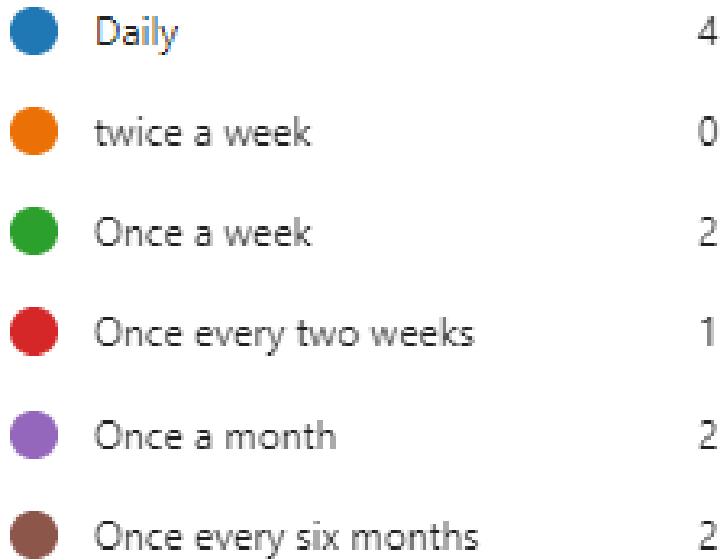 Daily 4
twice a week 0
Once a week 2
Once every two weeks 1
Once a month 2
Once every six months 2